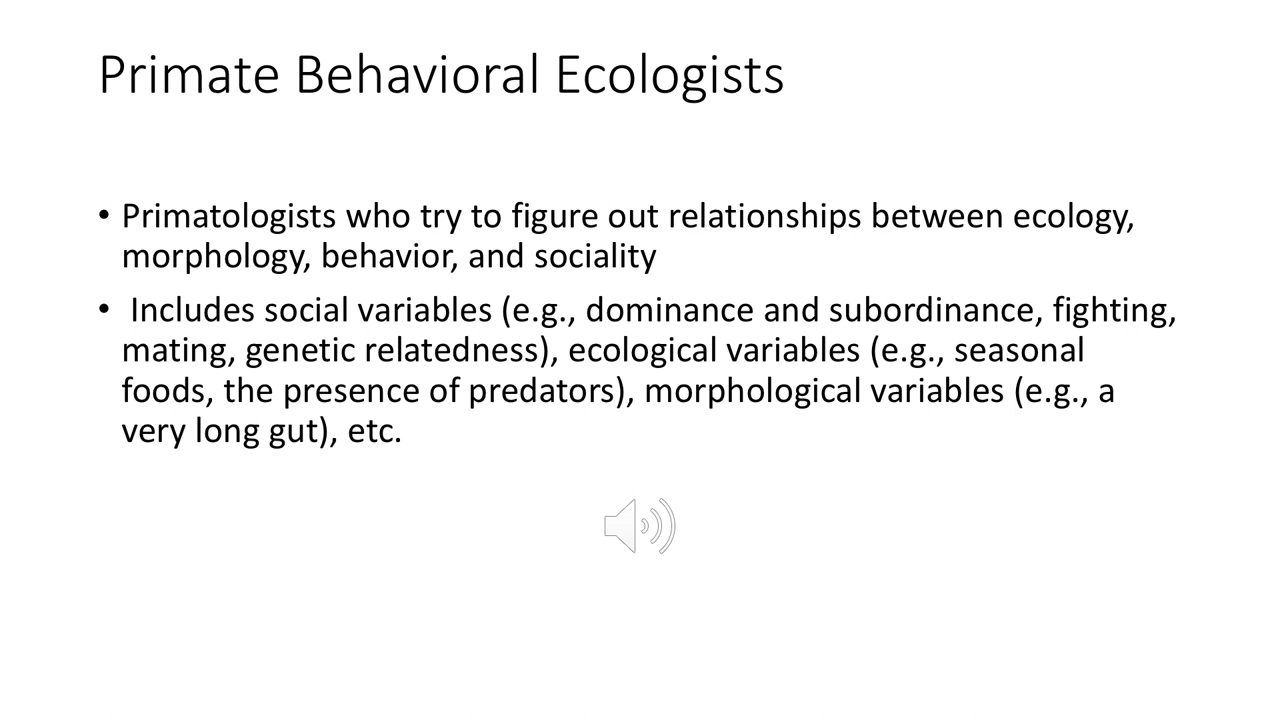 Primate Behavioral Ecologists
• Primatologists who try to figure out relationships between ecology,
morphology, behavior, and sociality
• Includes social variables (e.g., dominance and subordinance, fighting,
mating, genetic relatedness), ecological variables (e.g., seasonal
foods, the presence of predators), morphological variables (e.g., a
very long gut), etc.